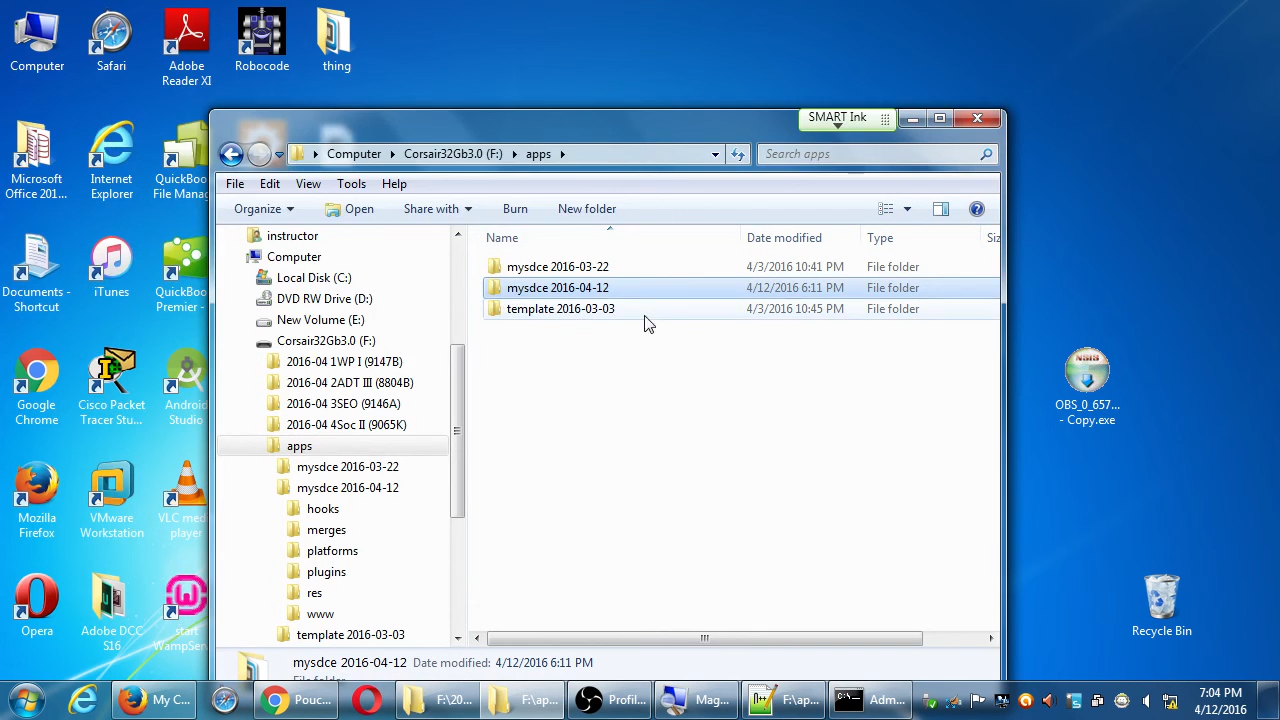 Computer
Safari
Adobe
Reader XI
Robocode
thing
SMART Ink
Computer
Corsair32Gb3.0 (F:)
apps
Search apps
File
Edit
View
Tools
Help
Organize
Open
Share with
Burn
New folder
Microsoft
Office 201...
Internet
Explorer
QuickBoo
File Manag
Documents -
Shortcut
iTunes
QuickBoo
Premier -
Google
Chrome
Cisco Packet
Tracer Stu...
Android
Studio
Mozilla
Firefox
VMware
Workstation
VLC med
player
Opera
Adobe DCC
S16
start
WampServ
instructor
Computer
Local Disk (C:)
DVD RW Drive (D:)
New Volume (E:)
Corsair32Gb3.0 (F:)
2016-04 1WP I (9147B)
2016-04 2ADT III (8804B)
2016-04 3SEO (9146A)
2016-04 4Soc II (9065K)
apps
mysdce 2016-03-22
mysdce 2016-04-12
hooks
merges
platforms
plugins
res
www
template 2016-03-03
Name
Date modified
Type
Siz
mysdce 2016-03-22
4/3/2016 10:41 PM
File folder
mysdce 2016-04-12
4/12/2016 6:11 PM
File folder
template 2016-03-03
4/3/2016 10:45 PM
File folder
mysdce 2016-04-12
Date modified: 4/12/2016 6:11 PM
File folder
OBS_0_657...
- Copy.exe
Recycle Bin
My C...
Pouc...
F:\20...
F:\ap...
Profil...
Mag...
F:\ap...
Adm...
7:04 PM
4/12/2016